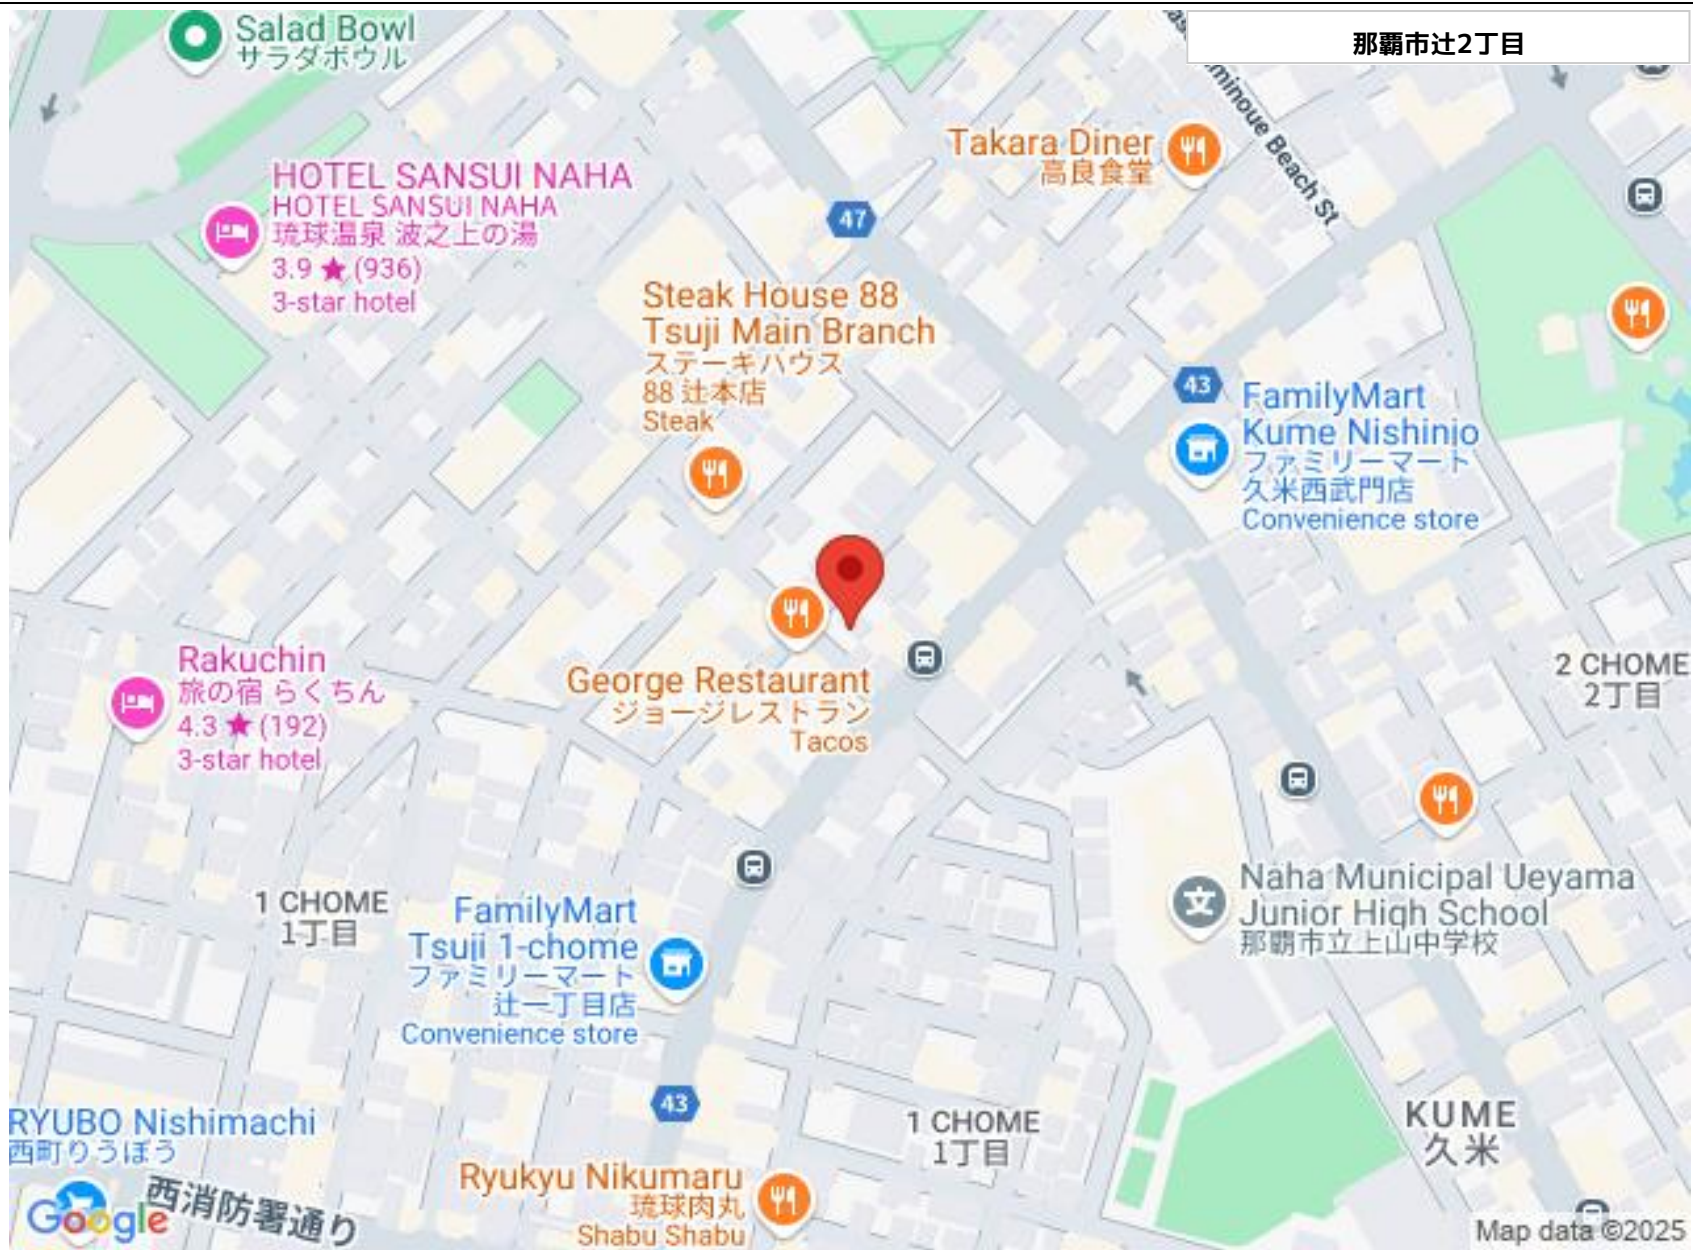 那覇市辻2丁目
Salad Bowl
サラダボウル
Takara Diner
高良食堂
uminoue Beach St
HOTEL SANSUI NAHA
HOTEL SANSUI NAHA
琉球温泉 波之上の湯
3.9 ★ (936)
3-star hotel
47
Steak House 88
Tsuji Main Branch
ステーキハウス
88 辻本店
Steak
43
FamilyMart
Kume Nishinjo
ファミリーマート
久米西武門店
Convenience store
George Restaurant
ジョージレストラン
Tacos
Rakuchin
旅の宿 らくちん
4.3 ★ (192)
3-star hotel
2 CHOME
2丁目
1 CHOME
1丁目
FamilyMart
Tsuji 1-chome
ファミリーマート
辻一丁目店
Convenience store
文
Naha Municipal Ueyama
Junior High School
那覇市立上山中学校
43
1 CHOME
1丁目
KUME
久米
RYUBO Nishimachi
西町りうぼう
西消防署通り
Ryukyu Nikumaru
琉球肉丸
Shabu Shabu
Google
Map data ©2025